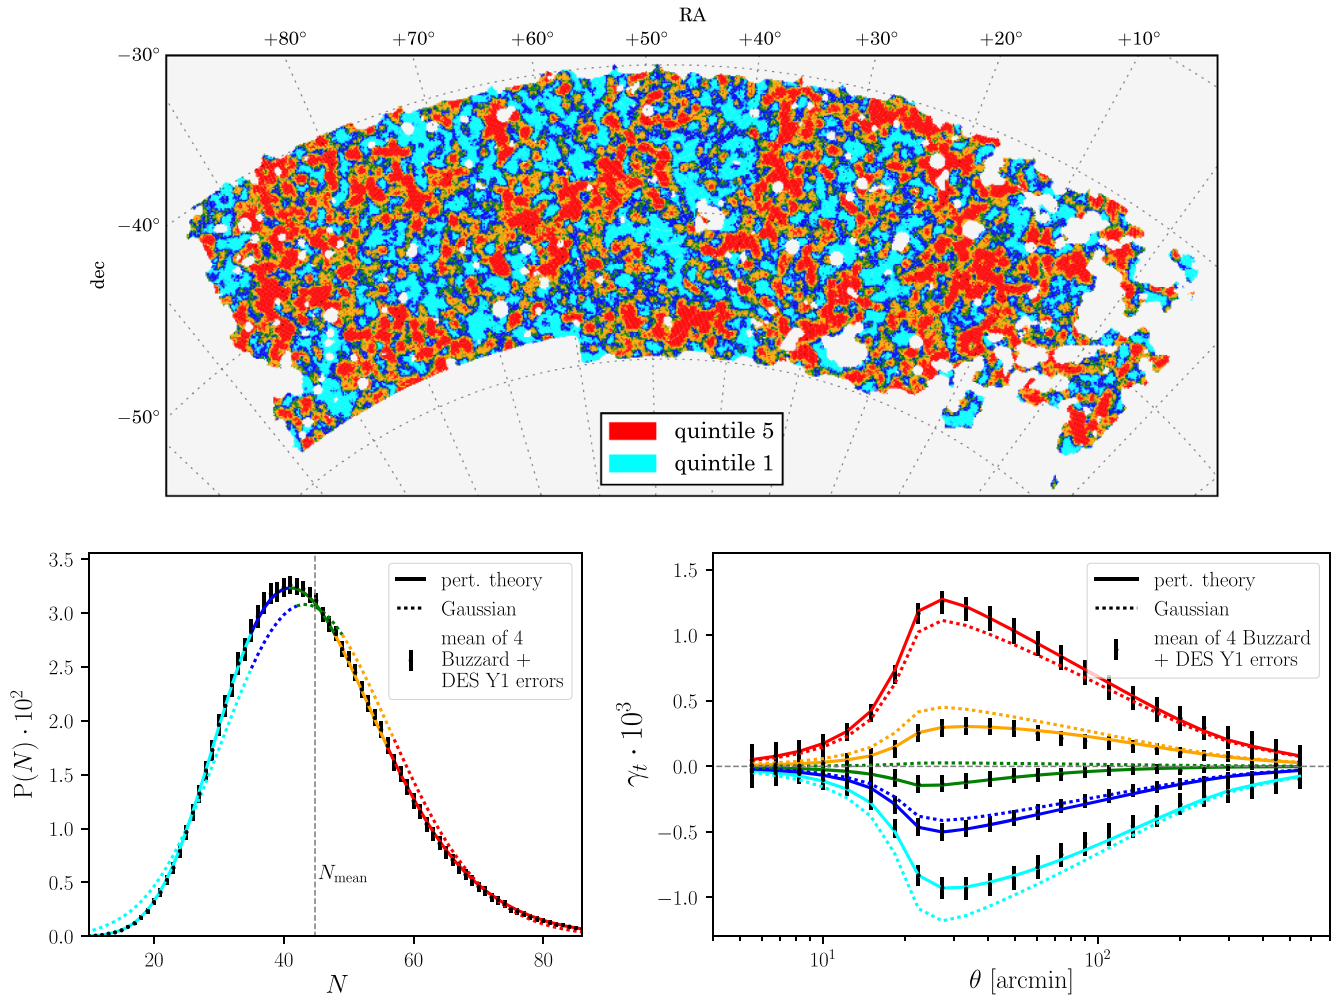 RA
+80° +70° +60° +50° +40° +30° +20° +10°
−30°
−40°
−50°
dec
quintile 5
quintile 1
3.5
3.0
2.5
2.0
1.5
1.0
0.5
0.0
P(N) · 10²
20 40 60 80
N
N_mean
pert. theory
Gaussian
mean of 4
Buzzard +
DES Y1 errors
1.5
1.0
0.5
0.0
−0.5
−1.0
γ_t · 10³
10¹ 10²
θ [arcmin]
pert. theory
Gaussian
mean of 4 Buzzard
+ DES Y1 errors